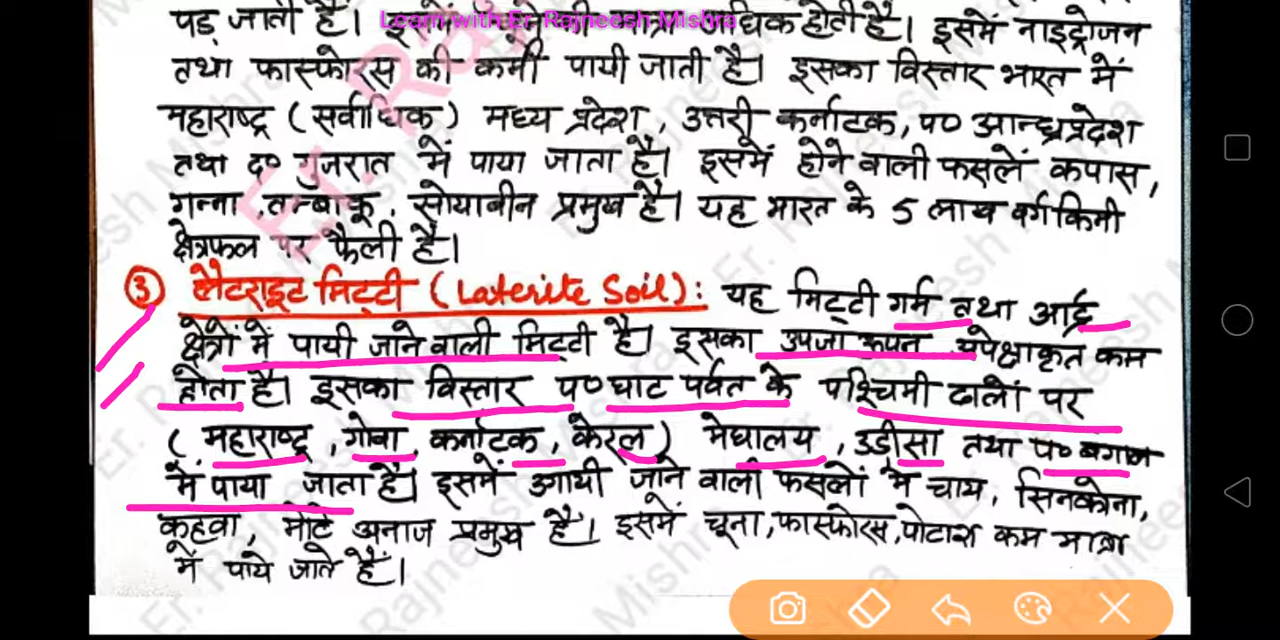 Learn with Er. Rajneesh Mishra
पड़ जाती है। इसमें की मात्रा अधिक होती है। इसमें नाइट्रोजन
तथा फास्फोरस की कमी पायी जाती है। इसका विस्तार भारत में
महाराष्ट्र (सर्वाधिक) मध्य प्रदेश, उत्तरी कर्नाटक, प० आन्ध्रप्रदेश
तथा द० गुजरात में पाया जाता है। इसमें होने वाली फसलें कपास,
गन्ना, तम्बाकू, सोयाबीन प्रमुख है। यह भारत के 5 लाख वर्ग किमी
क्षेत्रफल पर फैली है।
③ लैटराइट मिट्टी (Laterite Soil): यह मिट्टी गर्म तथा आर्द्र
क्षेत्रों में पायी जाने वाली मिट्टी है। इसका उपजाऊपन अपेक्षाकृत कम
होता है। इसका विस्तार प० घाट पर्वत के पश्चिमी ढालों पर
(महाराष्ट्र, गोवा, कर्नाटक, केरल) मेघालय, उडीसा तथा प० बंगाल
में पाया जाता है। इसमें आयी जाने वाली फसलों में चाय, सिनकोना,
कहवा, मोटे अनाज प्रमुख है। इसमें चूना, फास्फोरस, पोटाश कम मात्रा
में पाये जाते हैं।